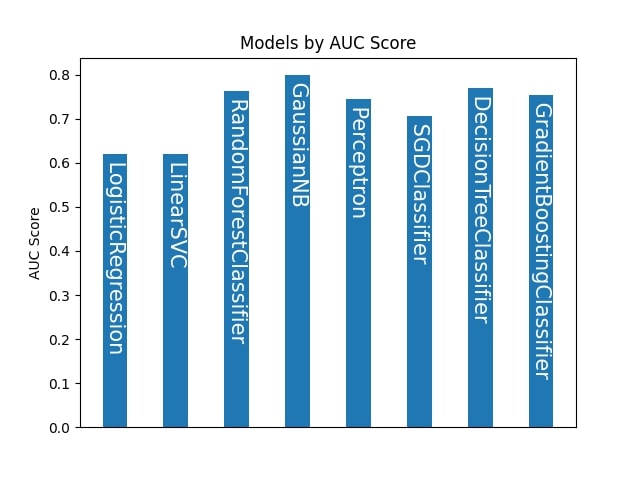 Models by AUC Score
AUC Score
0.8
0.7
0.6
0.5
0.4
0.3
0.2
0.1
0.0
LogisticRegression
LinearSVC
RandomForestClassifier
GaussianNB
Perceptron
SGDClassifier
DecisionTreeClassifier
GradientBoostingClassifier